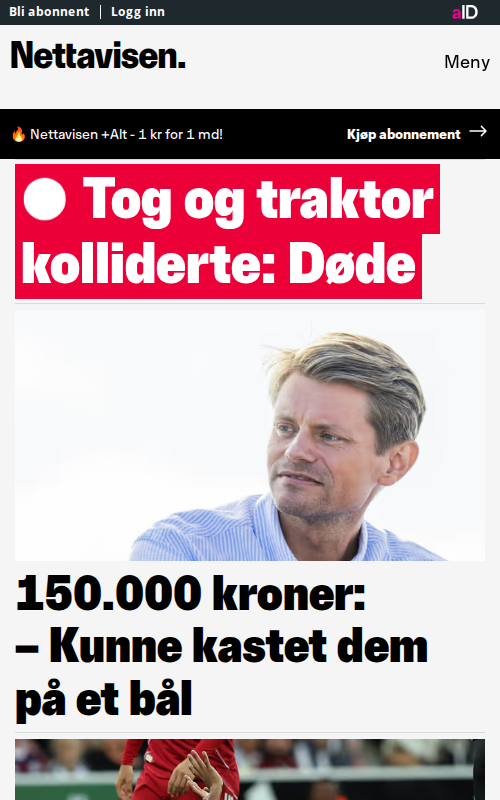 Bli abonnent | Logg inn
aID
Nettavisen.
Meny
🔥 Nettavisen +Alt - 1 kr for 1 md!
Kjøp abonnement →
Tog og traktor
kolliderte: Døde
150.000 kroner:
– Kunne kastet dem
på et bål